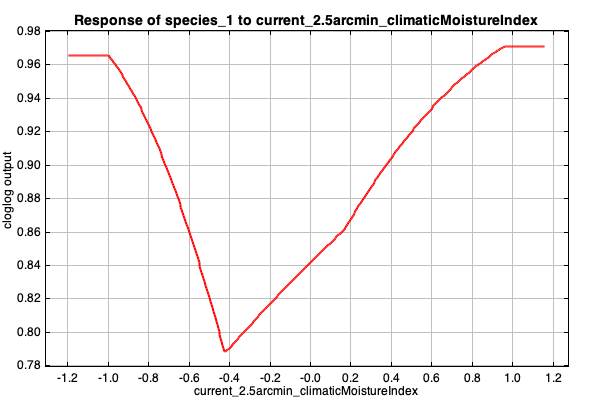 Response of species_1 to current_2.5arcmin_climaticMoistureIndex
0.98
0.96
0.94
0.92
0.90
0.88
0.86
0.84
0.82
0.80
0.78
cloglog output
-1.2 -1.0 -0.8 -0.6 -0.4 -0.2 -0.0 0.2 0.4 0.6 0.8 1.0 1.2
current_2.5arcmin_climaticMoistureIndex